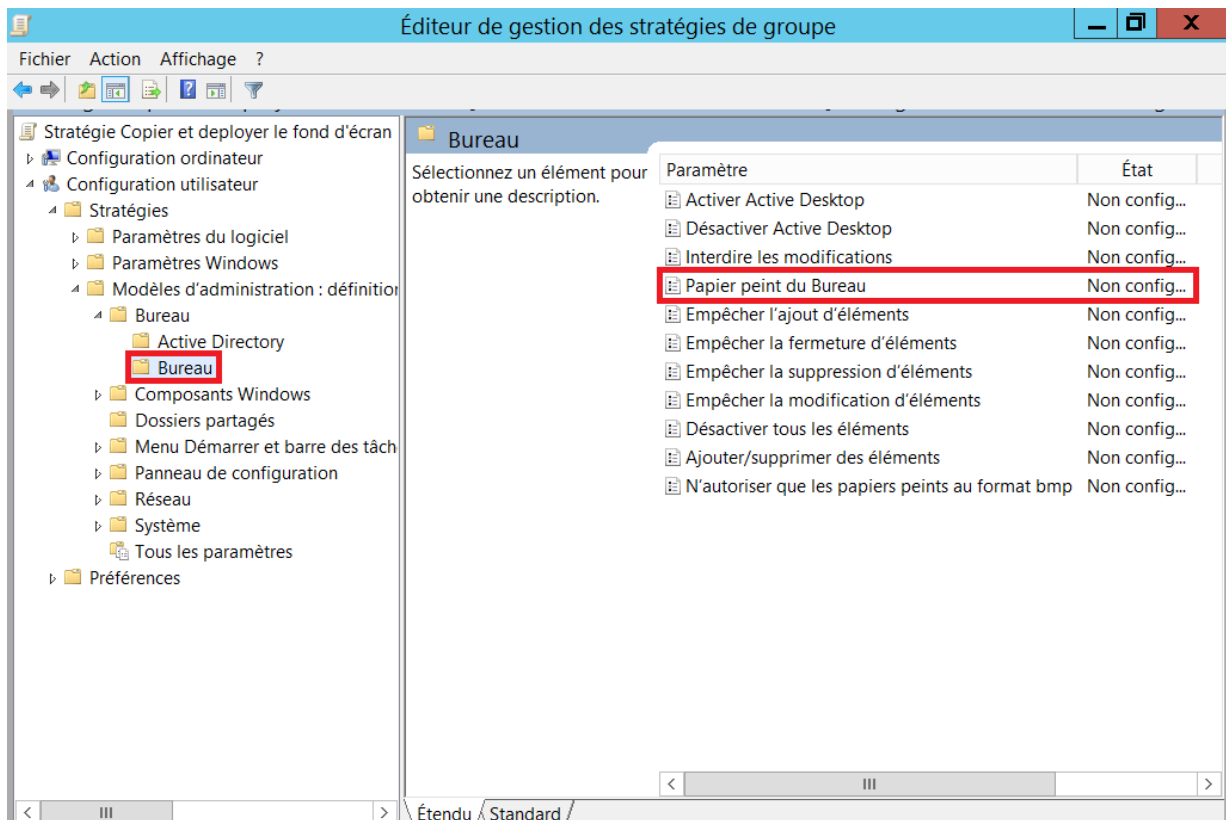 Éditeur de gestion des stratégies de groupe
Fichier Action Affichage ?
Stratégie Copier et deployer le fond d'écran
Configuration ordinateur
Configuration utilisateur
Stratégies
Paramètres du logiciel
Paramètres Windows
Modèles d'administration : définition
Bureau
Active Directory
Bureau
Composants Windows
Dossiers partagés
Menu Démarrer et barre des tâch
Panneau de configuration
Réseau
Système
Tous les paramètres
Préférences
Bureau
Sélectionnez un élément pour
obtenir une description.
Paramètre État
Activer Active Desktop Non config...
Désactiver Active Desktop Non config...
Interdire les modifications Non config...
Papier peint du Bureau Non config...
Empêcher l’ajout d’éléments Non config...
Empêcher la fermeture d’éléments Non config...
Empêcher la suppression d’éléments Non config...
Empêcher la modification d’éléments Non config...
Désactiver tous les éléments Non config...
Ajouter/supprimer des éléments Non config...
N’autoriser que les papiers peints au format bmp Non config...
Étendu Standard